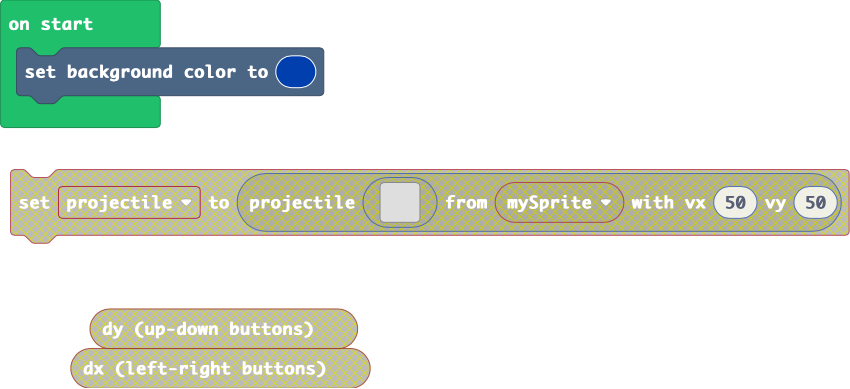 on start
set background color to
set projectile to projectile from mySprite with vx 50 vy 50
dy (up-down buttons)
dx (left-right buttons)